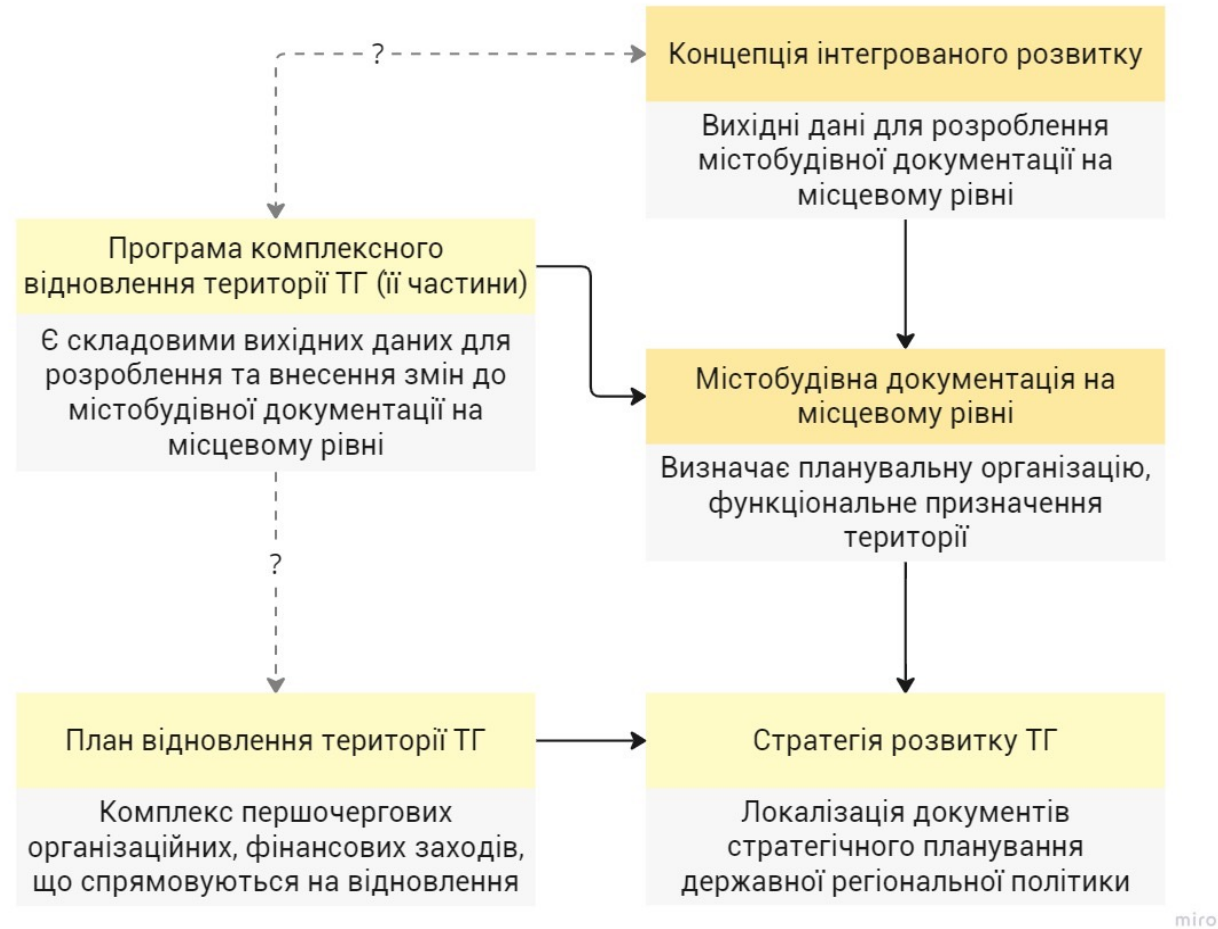 ?
Концепція інтегрованого розвитку
Вихідні дані для розроблення
містобудівної документації на
місцевому рівні
Програма комплексного
відновлення території ТГ (її частини)
Є складовими вихідних даних для
розроблення та внесення змін до
містобудівної документації на
місцевому рівні
Містобудівна документація на
місцевому рівні
Визначає планувальну організацію,
функціональне призначення
території
?
План відновлення території ТГ
Комплекс першочергових
організаційних, фінансових заходів,
що спрямовуються на відновлення
Стратегія розвитку ТГ
Локалізація документів
стратегічного планування
державної регіональної політики
miro